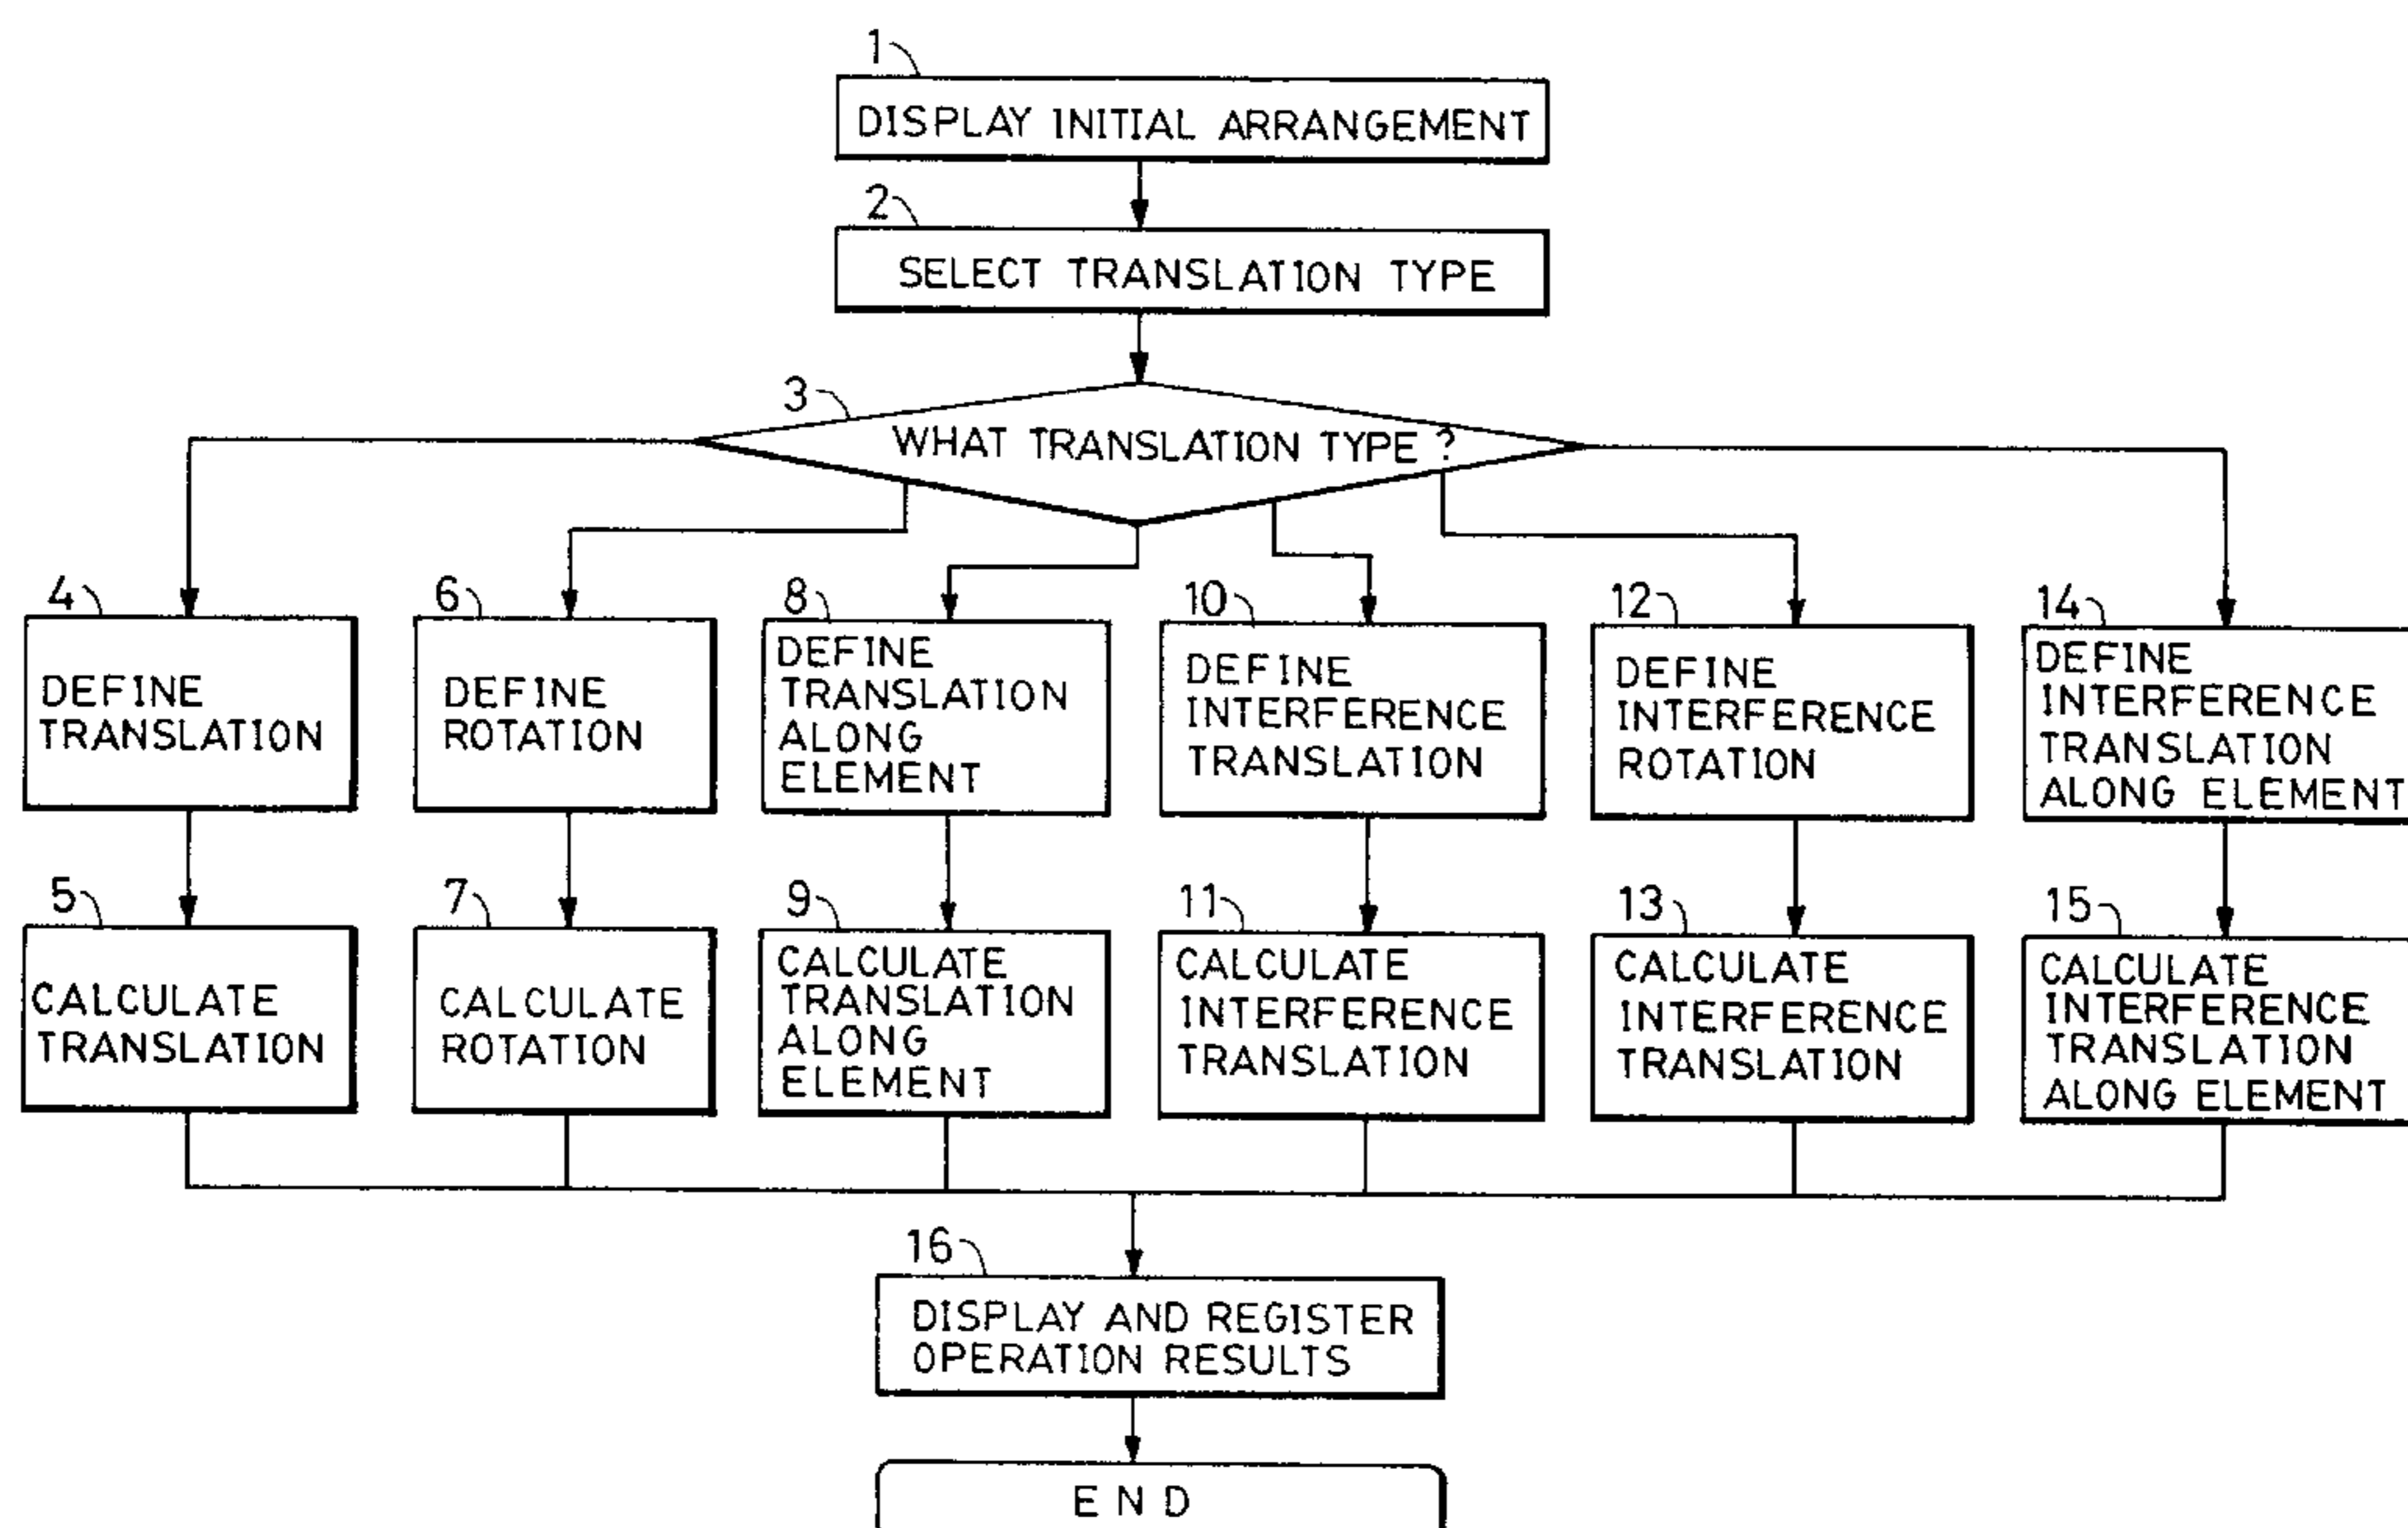 1
DISPLAY INITIAL ARRANGEMENT
2
SELECT TRANSLATION TYPE
3
WHAT TRANSLATION TYPE ?
4
DEFINE
TRANSLATION
6
DEFINE
ROTATION
8
DEFINE
TRANSLATION
ALONG
ELEMENT
10
DEFINE
INTERFERENCE
TRANSLATION
12
DEFINE
INTERFERENCE
ROTATION
14
DEFINE
INTERFERENCE
TRANSLATION
ALONG ELEMENT
5
CALCULATE
TRANSLATION
7
CALCULATE
ROTATION
9
CALCULATE
TRANSLATION
ALONG
ELEMENT
11
CALCULATE
INTERFERENCE
TRANSLATION
13
CALCULATE
INTERFERENCE
TRANSLATION
15
CALCULATE
INTERFERENCE
TRANSLATION
ALONG ELEMENT
16
DISPLAY AND REGISTER
OPERATION RESULTS
END